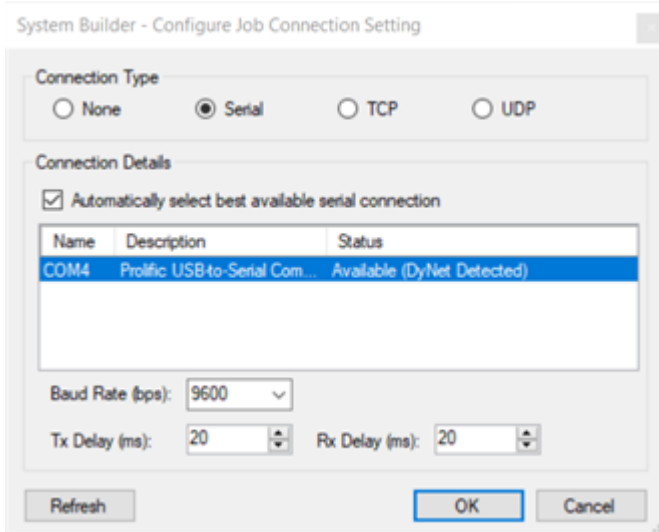 System Builder - Configure Job Connection Setting
Connection Type
None Serial TCP UDP
Connection Details
Automatically select best available serial connection
Name Description Status
COM4 Prolific USB-to-Serial Com... Available (DyNet Detected)
Baud Rate (bps): 9600
Tx Delay (ms): 20 Rx Delay (ms): 20
Refresh OK Cancel